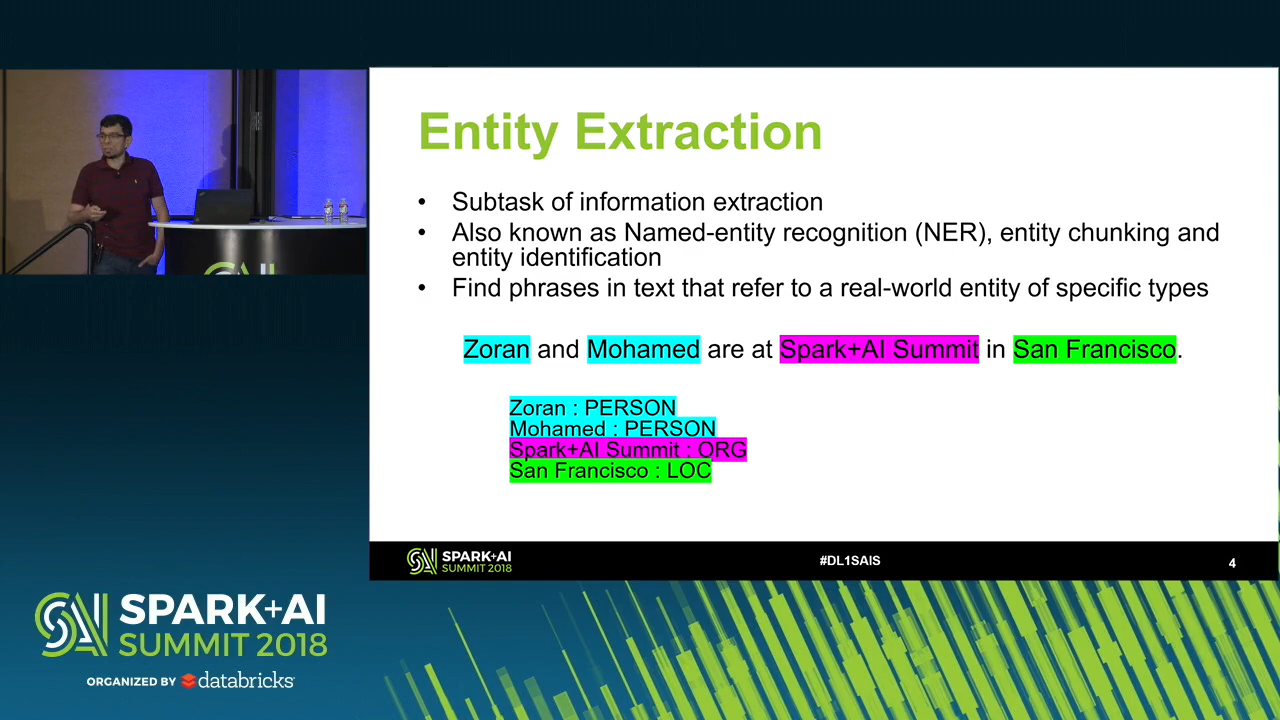 Entity Extraction
• Subtask of information extraction
• Also known as Named-entity recognition (NER), entity chunking and
entity identification
• Find phrases in text that refer to a real-world entity of specific types
Zoran and Mohamed are at Spark+AI Summit in San Francisco.
Zoran : PERSON
Mohamed : PERSON
Spark+AI Summit : ORG
San Francisco : LOC
SPARK+AI
SUMMIT 2018
#DL1SAIS
4
SPARK+AI
SUMMIT 2018
ORGANIZED BY databricks